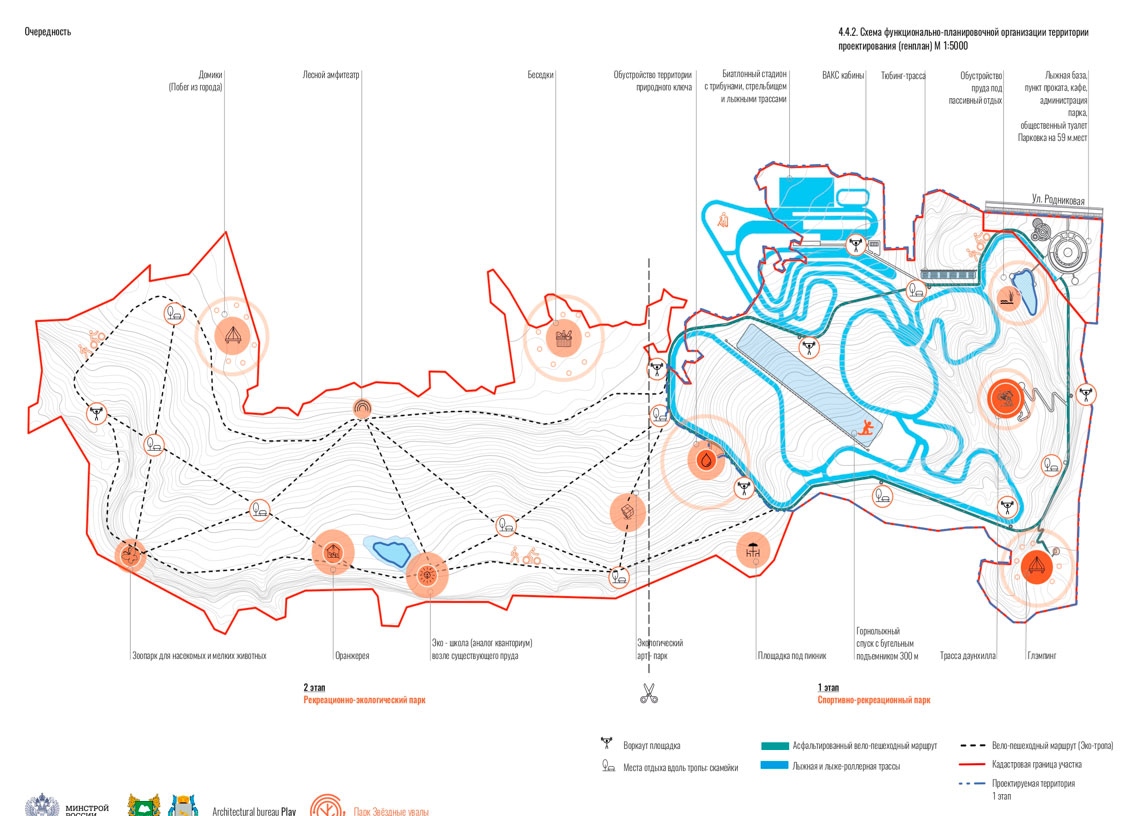 Очередность
4.4.2. Схема функционально-планировочной организации территории
проектирования (генплан) М 1:5000
Домики
(Побег из города)
Лесной амфитеатр
Беседки
Обустройство территории
природного ключа
Биатлонный стадион
с трибунами, стрельбищем
и лыжными трассами
ВАКС кабины
Тюбинг-трасса
Обустройство
пруда под
пассивный отдых
Лыжная база,
пункт проката, кафе,
администрация
парка,
общественный туалет
Парковка на 59 м.мест
Ул. Родниковая
Зоопарк для насекомых и мелких животных
Оранжерея
Эко - школа (аналог кванториум)
возле существующего пруда
Экологический
арт - парк
Площадка под пикник
Горнолыжный
спуск с бугельным
подъемником 300 м
Трасса даунхилла
Глэмпинг
2 этап
Рекреационно-экологический парк
1 этап
Спортивно-рекреационный парк
Воркаут площадка
Места отдыха вдоль тропы: скамейки
Асфальтированный вело-пешеходный маршрут
Лыжная и лыже-роллерная трассы
Вело-пешеходный маршрут (Эко-тропа)
Кадастровая граница участка
Проектируемая территория
1 этап
МИНСТРОЙ
РОССИИ
Architectural bureau Play
Парк Звёздные увалы